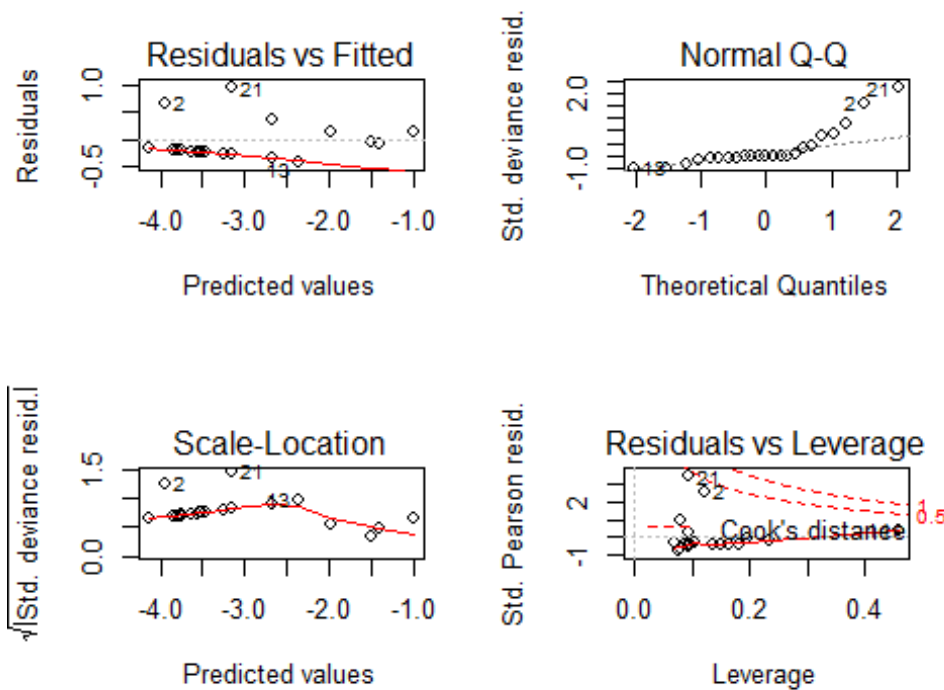 Residuals vs Fitted
Residuals
1.0
-0.5
2
21
13
-4.0 -3.0 -2.0 -1.0
Predicted values
Normal Q-Q
Std. deviance resid.
2.0
-1.0
21
2
13
-2 -1 0 1 2
Theoretical Quantiles
Scale-Location
√|Std. deviance resid.|
1.5
0.0
2
21
13
-4.0 -3.0 -2.0 -1.0
Predicted values
Residuals vs Leverage
Std. Pearson resid.
2
-1
21
2
Cook's distance
1
0.5
0.0 0.2 0.4
Leverage